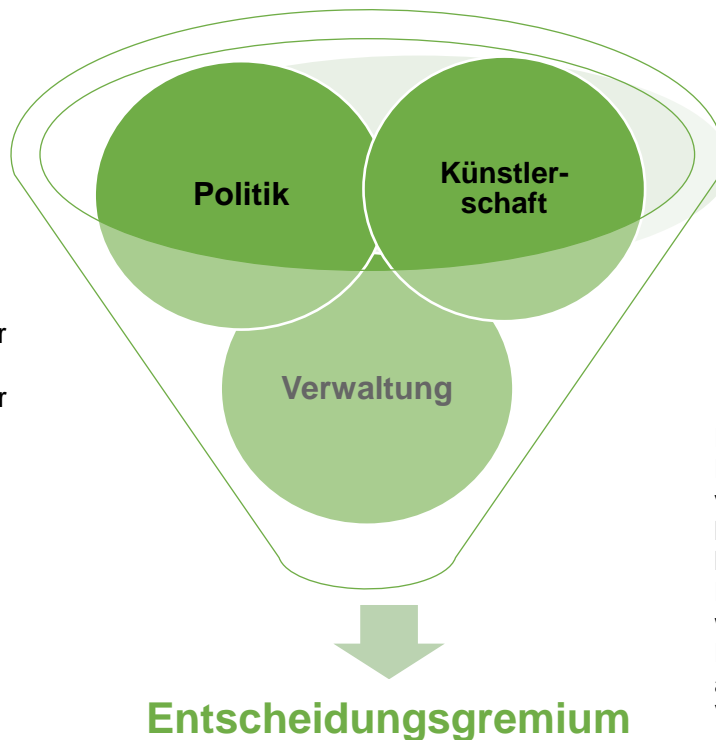 Politik
Künstler-
schaft
Verwaltung
Entscheidungsgremium